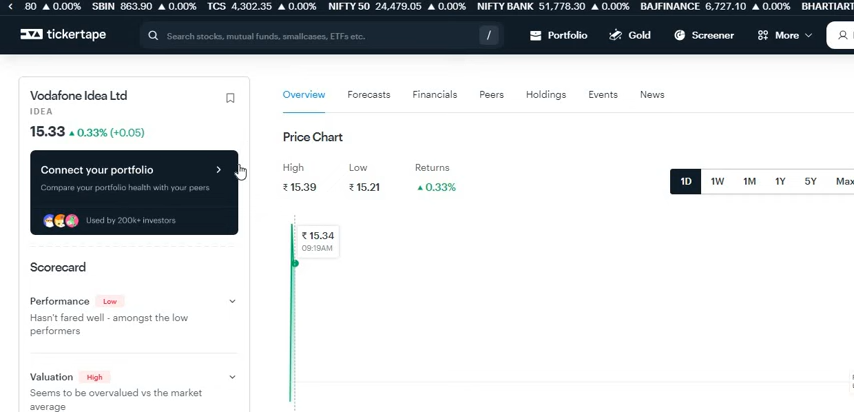 80 ▲ 0.00% SBIN 863.90 ▲ 0.00% TCS 4,302.35 ▲ 0.00% NIFTY 50 24,479.05 ▲ 0.00% NIFTY BANK 51,778.30 ▲ 0.00% BAJFINANCE 6,727.10 ▲ 0.00% BHARTIART
tickertape
Search stocks, mutual funds, smallcases, ETFs etc. /
Portfolio Gold Screener More
Vodafone Idea Ltd
IDEA
15.33 ▲ 0.33% (+0.05)
Connect your portfolio
Compare your portfolio health with your peers
Used by 200k+ investors
Scorecard
Performance Low
Hasn't fared well - amongst the low
performers
Valuation High
Seems to be overvalued vs the market
average
Overview Forecasts Financials Peers Holdings Events News
Price Chart
High Low Returns
₹ 15.39 ₹ 15.21 ▲ 0.33%
1D 1W 1M 1Y 5Y Max
₹ 15.34
09:19AM